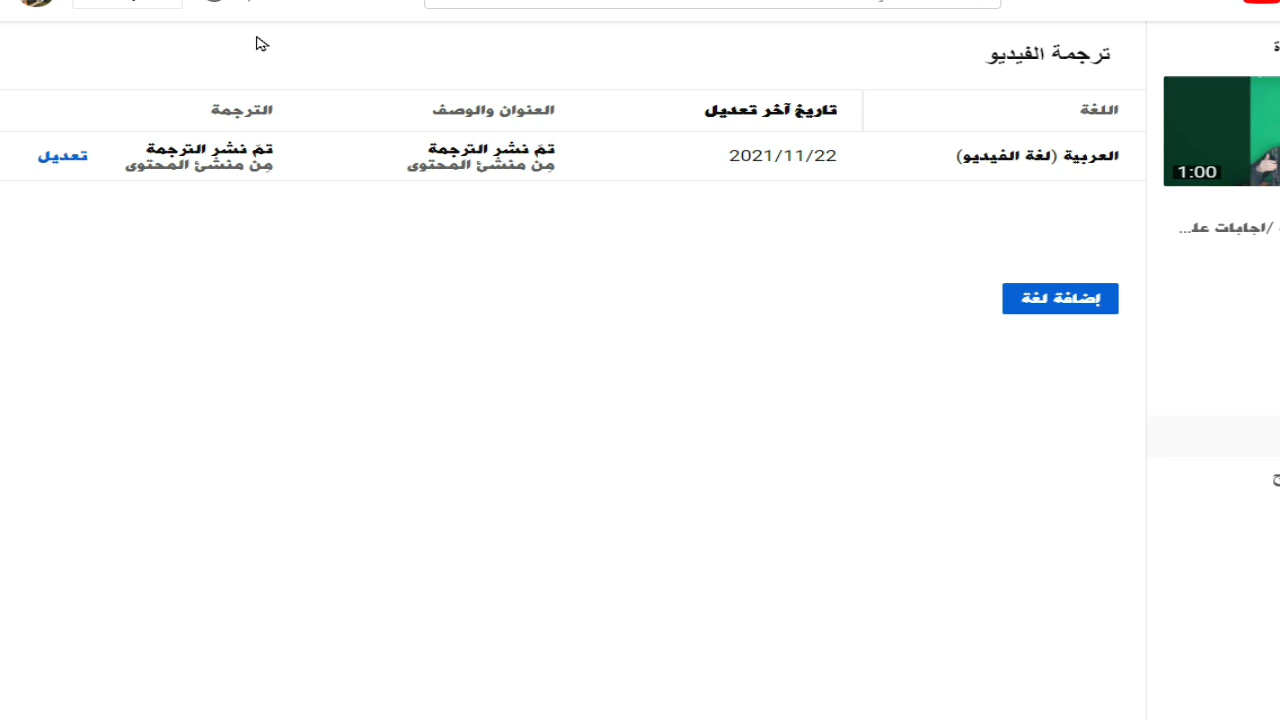 ترجمة الفيديو
اللغة
تاريخ آخر تعديل
العنوان والوصف
الترجمة
العربية (لغة الفيديو)
2021/11/22
تمّ نشر الترجمة
مِن منشئ المحتوى
تمّ نشر الترجمة
مِن منشئ المحتوى
تعديل
إضافة لغة
1:00
/اجابات علـ...